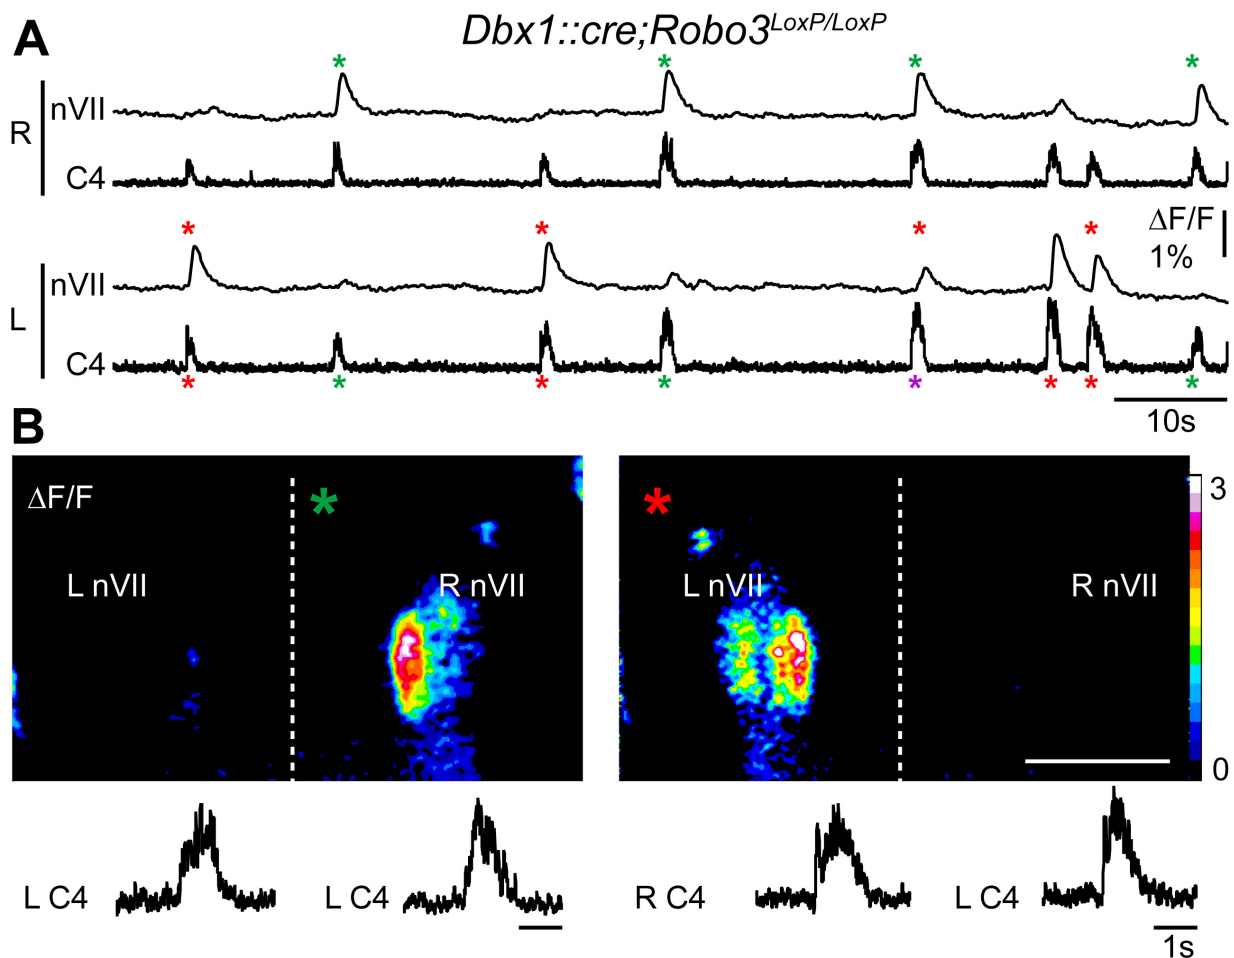 A
Dbx1::cre;Robo3LoxP/LoxP
* * * *
R
nVII
C4
* * * *
ΔF/F
1%
L
nVII
C4
* * * * * * * *
10s
B
ΔF/F
*
L nVII
R nVII
*
L nVII
R nVII
3
0
L C4
L C4
R C4
L C4
1s